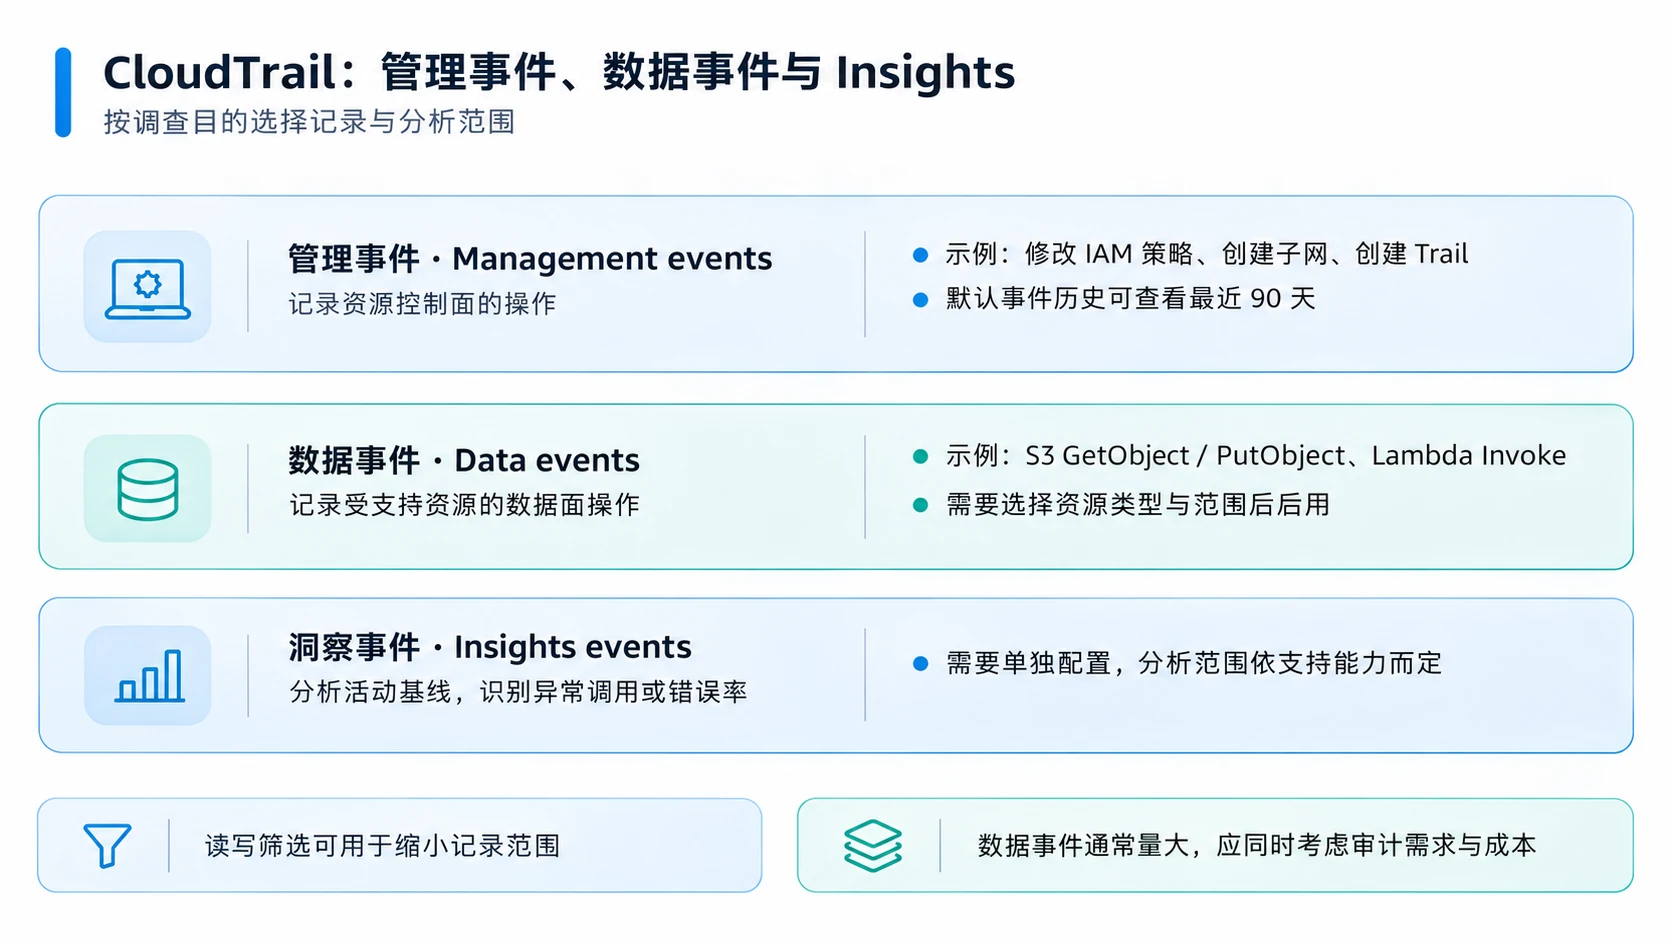 CloudTrail：管理事件、数据事件与 Insights
按调查目的选择记录与分析范围
管理事件 · Management events
记录资源控制面的操作
示例：修改 IAM 策略、创建子网、创建 Trail
默认事件历史可查看最近 90 天
数据事件 · Data events
记录受支持资源的数据面操作
示例：S3 GetObject / PutObject、Lambda Invoke
需要选择资源类型与范围后后用
洞察事件 · Insights events
分析活动基线，识别异常调用或错误率
需要单独配置，分析范围依支持能力而定
读写筛选可用于缩小记录范围
数据事件通常量大，应同时考虑审计需求与成本